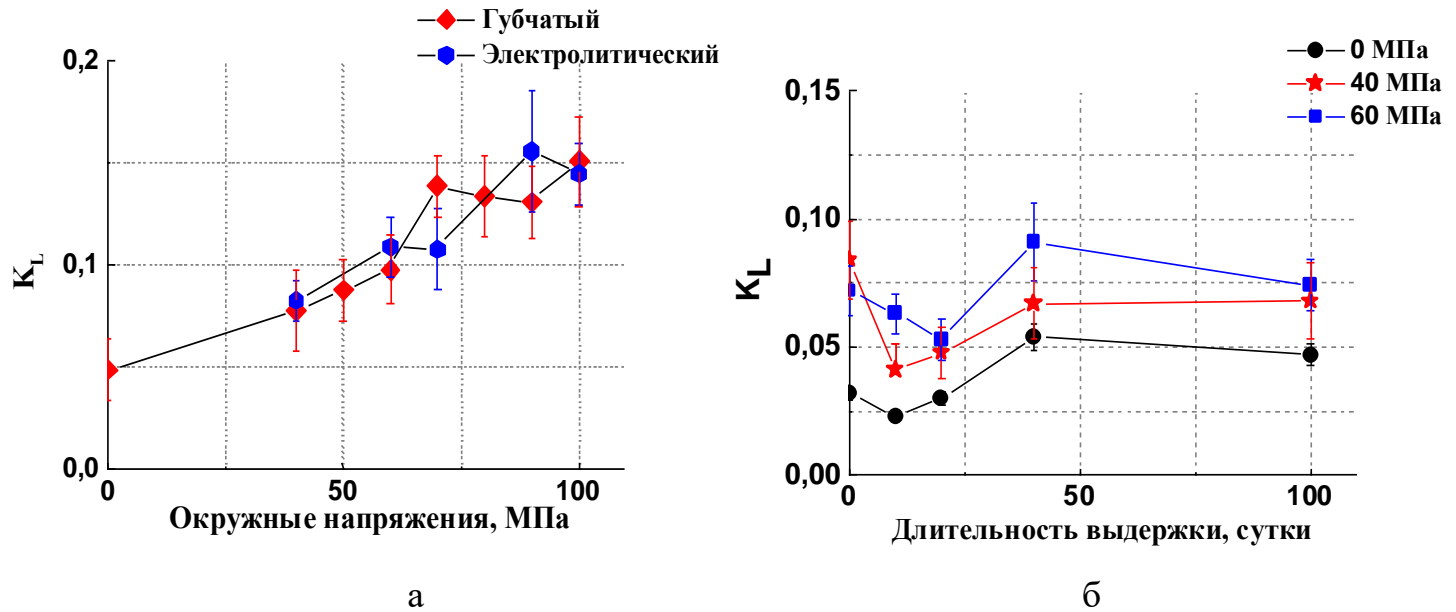 Губчатый
Электролитический
0,2
0,1
0,0
K_L
0
50
100
Окружные напряжения, МПа
а
0 МПа
40 МПа
60 МПа
0,15
0,10
0,05
0,00
K_L
0
50
100
Длительность выдержки, сутки
б